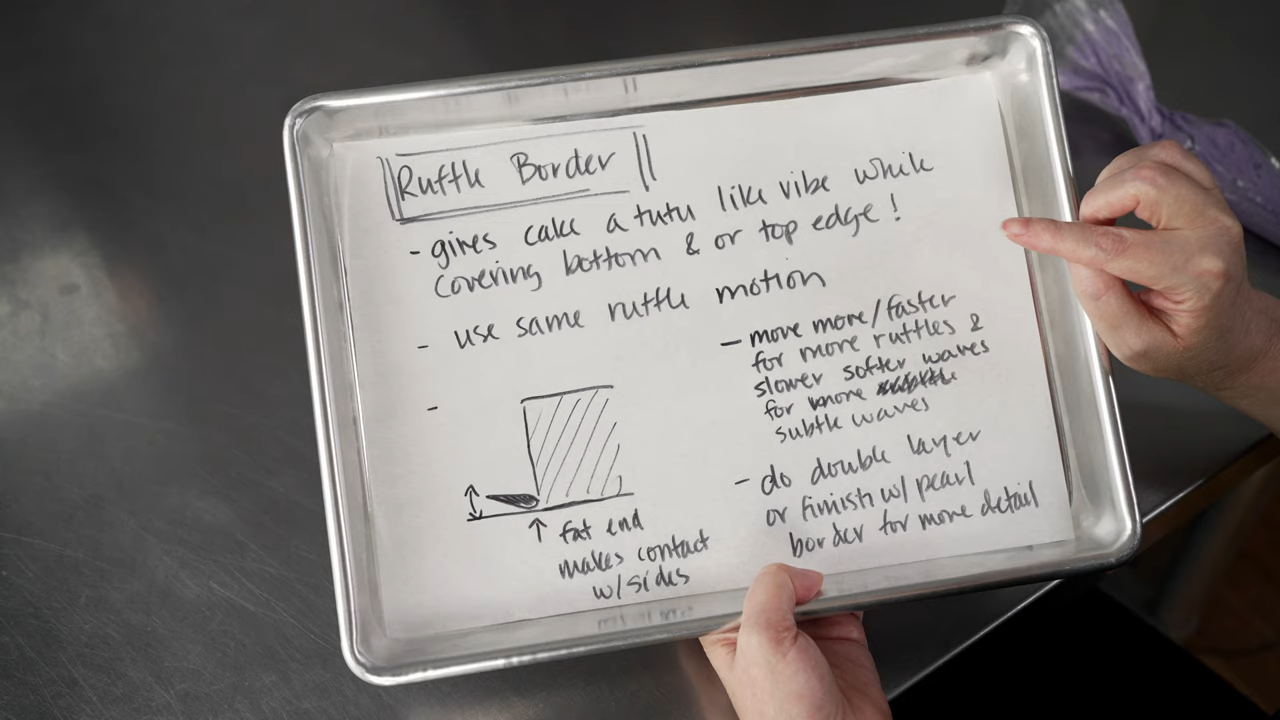 Ruffle Border
- gives cake a tutu like vibe while
covering bottom & or top edge!
- use same ruffle motion
-
↑ fat end
makes contact
w/sides
- move more/faster
for more ruffles &
slower softer waves
for more
subtle waves
- do double layer
or finish w/ pearl
border for more detail